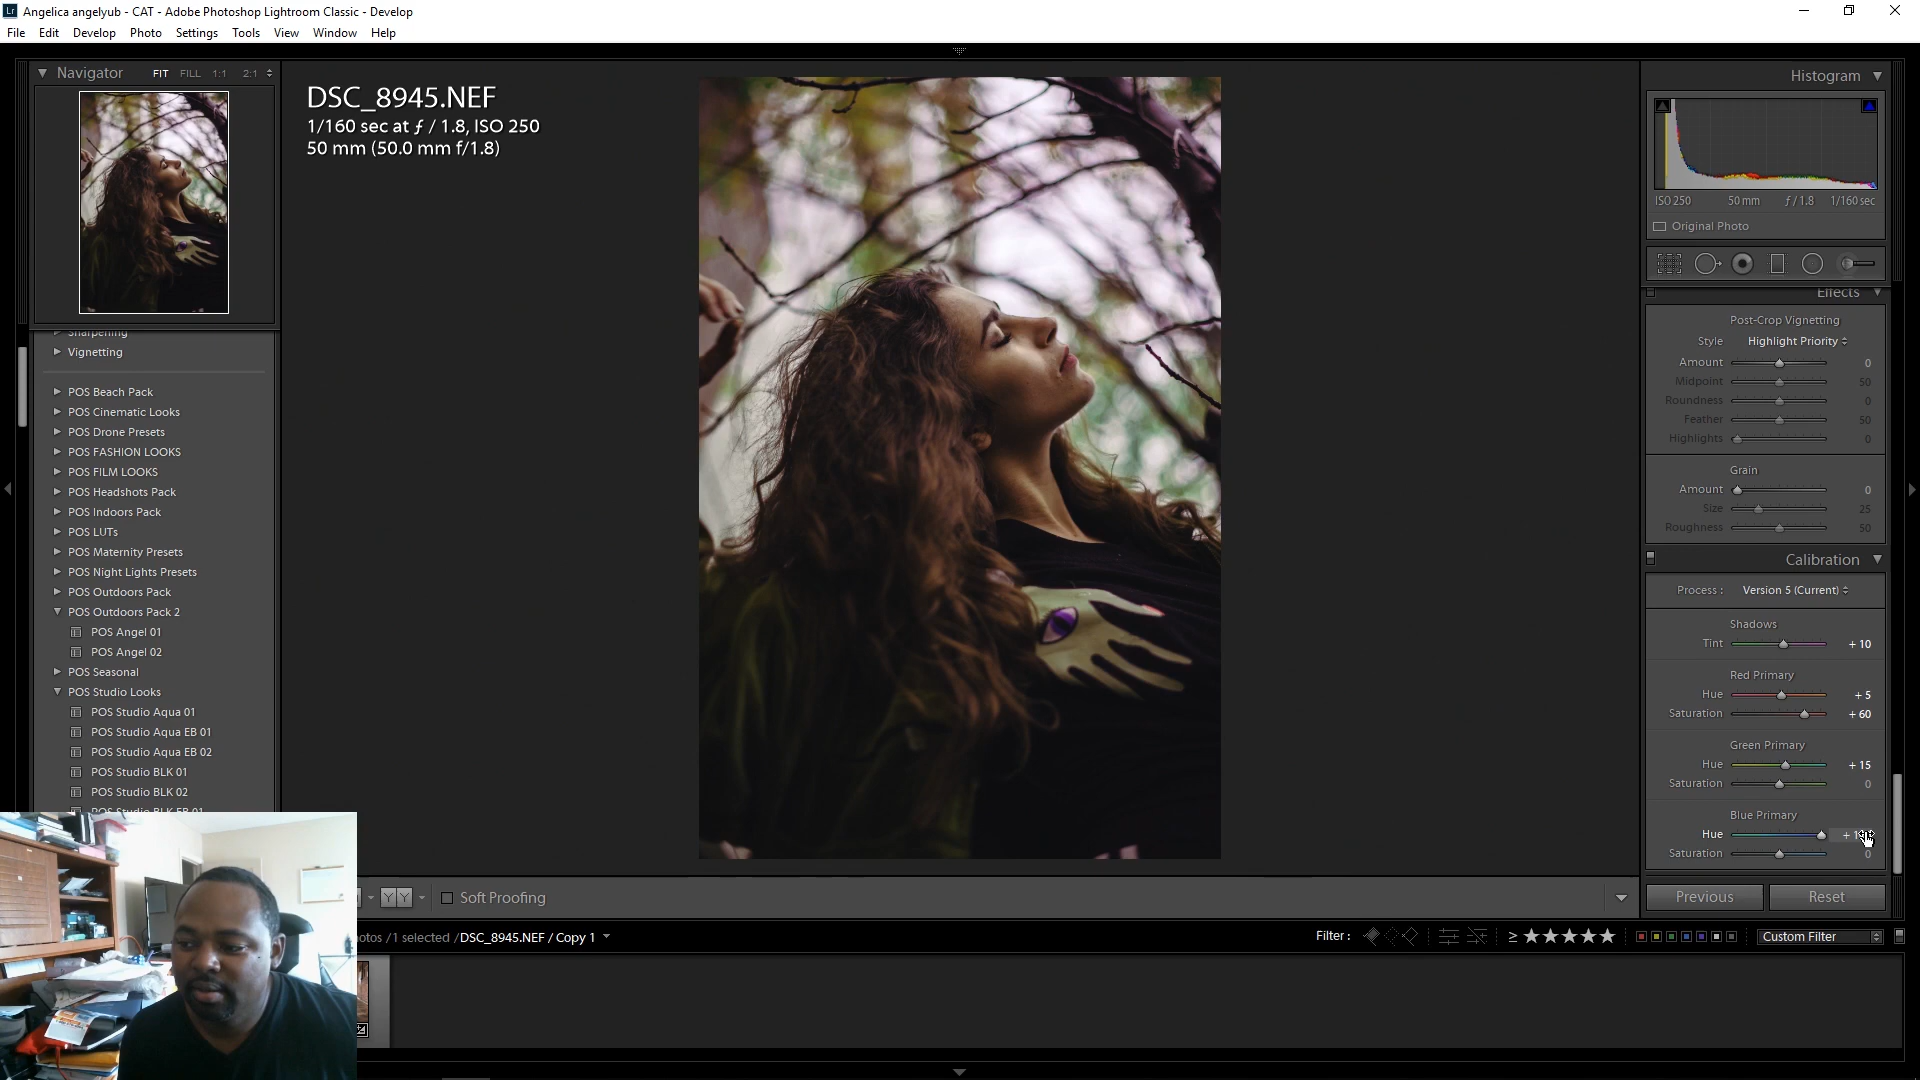 Lr Angelica angelyub - CAT - Adobe Photoshop Lightroom Classic - Develop
File Edit Develop Photo Settings Tools View Window Help
Navigator FIT FILL 1:1 2:1
Sharpening
Vignetting
POS Beach Pack
POS Cinematic Looks
POS Drone Presets
POS FASHION LOOKS
POS FILM LOOKS
POS Headshots Pack
POS Indoors Pack
POS LUTs
POS Maternity Presets
POS Night Lights Presets
POS Outdoors Pack
POS Outdoors Pack 2
POS Angel 01
POS Angel 02
POS Seasonal
POS Studio Looks
POS Studio Aqua 01
POS Studio Aqua EB 01
POS Studio Aqua EB 02
POS Studio BLK 01
POS Studio BLK 02
POS Studio BLK EB 01
DSC_8945.NEF
1/160 sec at ƒ / 1.8, ISO 250
50 mm (50.0 mm f/1.8)
Histogram
ISO 250 50 mm ƒ / 1.8 1/160 sec
Original Photo
Effects
Post-Crop Vignetting
Style Highlight Priority
Amount 0
Midpoint 50
Roundness 0
Feather 50
Highlights 0
Grain
Amount 0
Size 25
Roughness 50
Calibration
Process : Version 5 (Current)
Shadows
Tint + 10
Red Primary
Hue + 5
Saturation + 60
Green Primary
Hue + 15
Saturation 0
Blue Primary
Hue
Saturation 0
Previous Reset
YY Soft Proofing
/1 selected /DSC_8945.NEF / Copy 1
Filter : ≥ Custom Filter